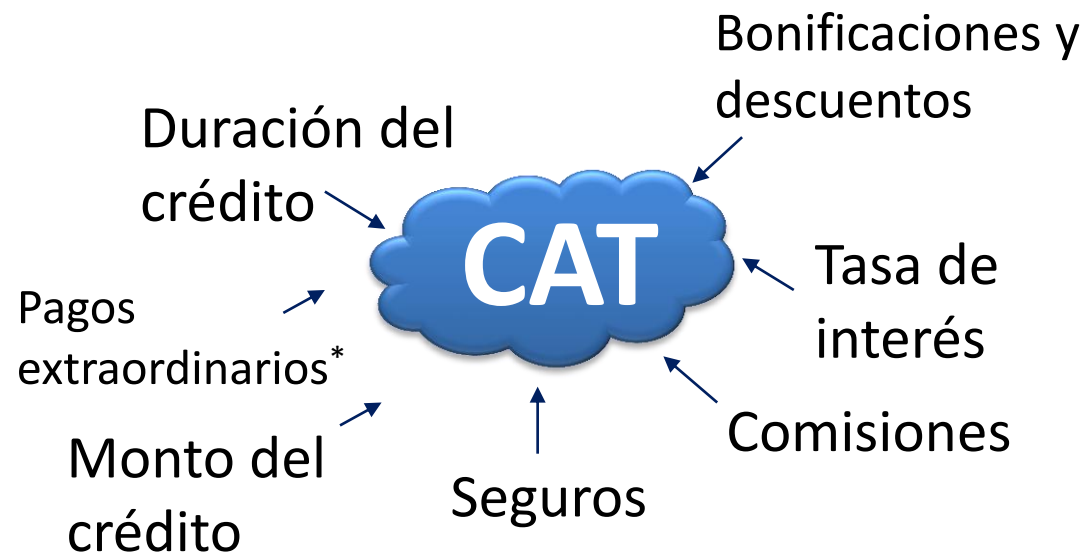 Bonificaciones y
descuentos
Duración del
crédito
CAT
Tasa de
interés
Pagos
extraordinarios*
Comisiones
Monto del
crédito
Seguros